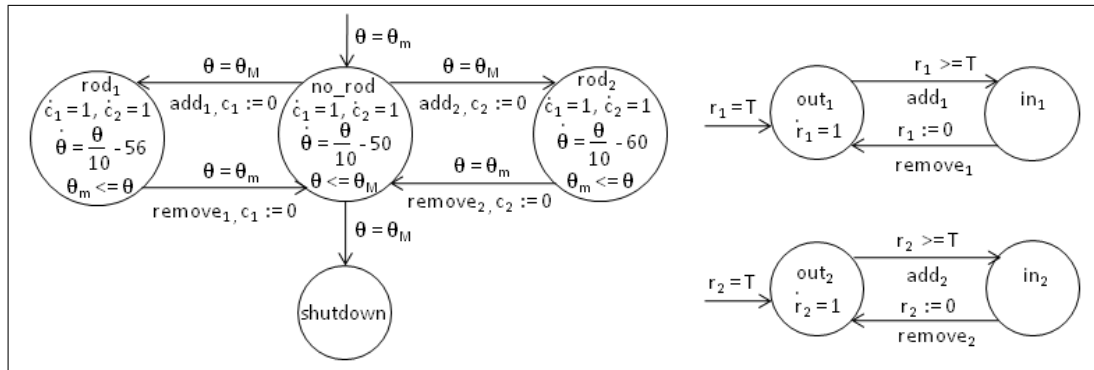 θ = θm
θ = θM
add1, c1 := 0
θ = θM
add2, c2 := 0
rod1
ċ1 = 1, ċ2 = 1
θ̇ = θ/10 - 56
θm <= θ
no_rod
ċ1 = 1, ċ2 = 1
θ̇ = θ/10 - 50
θ <= θM
rod2
ċ1 = 1, ċ2 = 1
θ̇ = θ/10 - 60
θm <= θ
θ = θm
remove1, c1 := 0
θ = θm
remove2, c2 := 0
θ = θM
shutdown
r1 = T
out1
ṙ1 = 1
r1 >= T
add1
r1 := 0
remove1
in1
r2 = T
out2
ṙ2 = 1
r2 >= T
add2
r2 := 0
remove2
in2